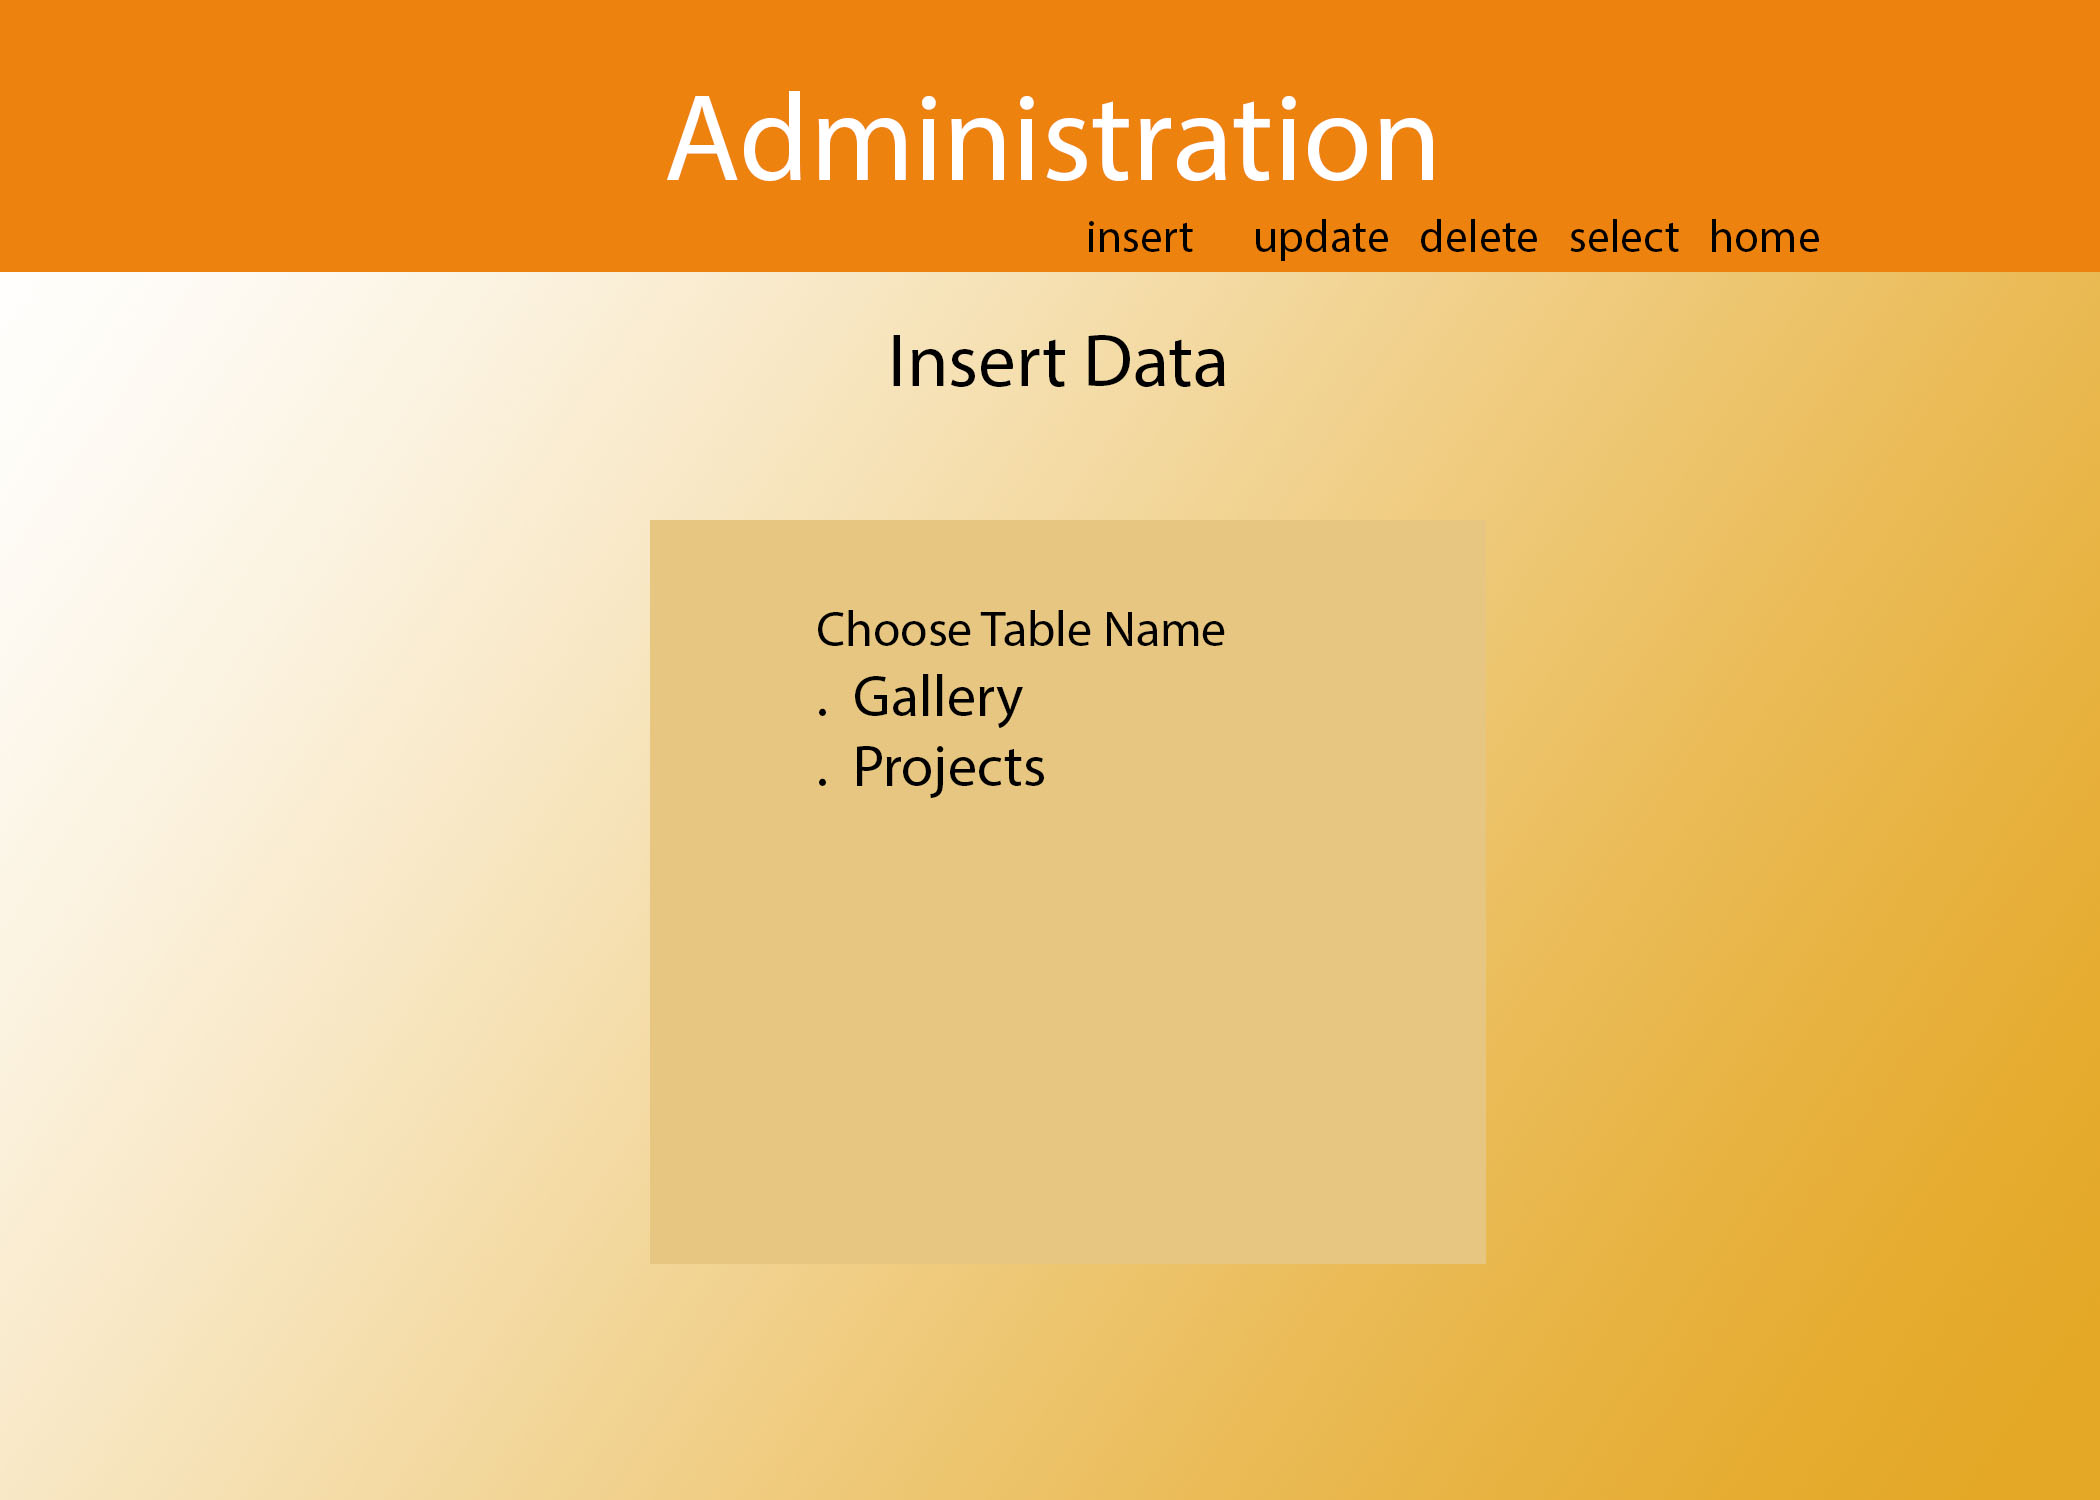 Administration
insert update delete select home
Insert Data
Choose Table Name
. Gallery
. Projects